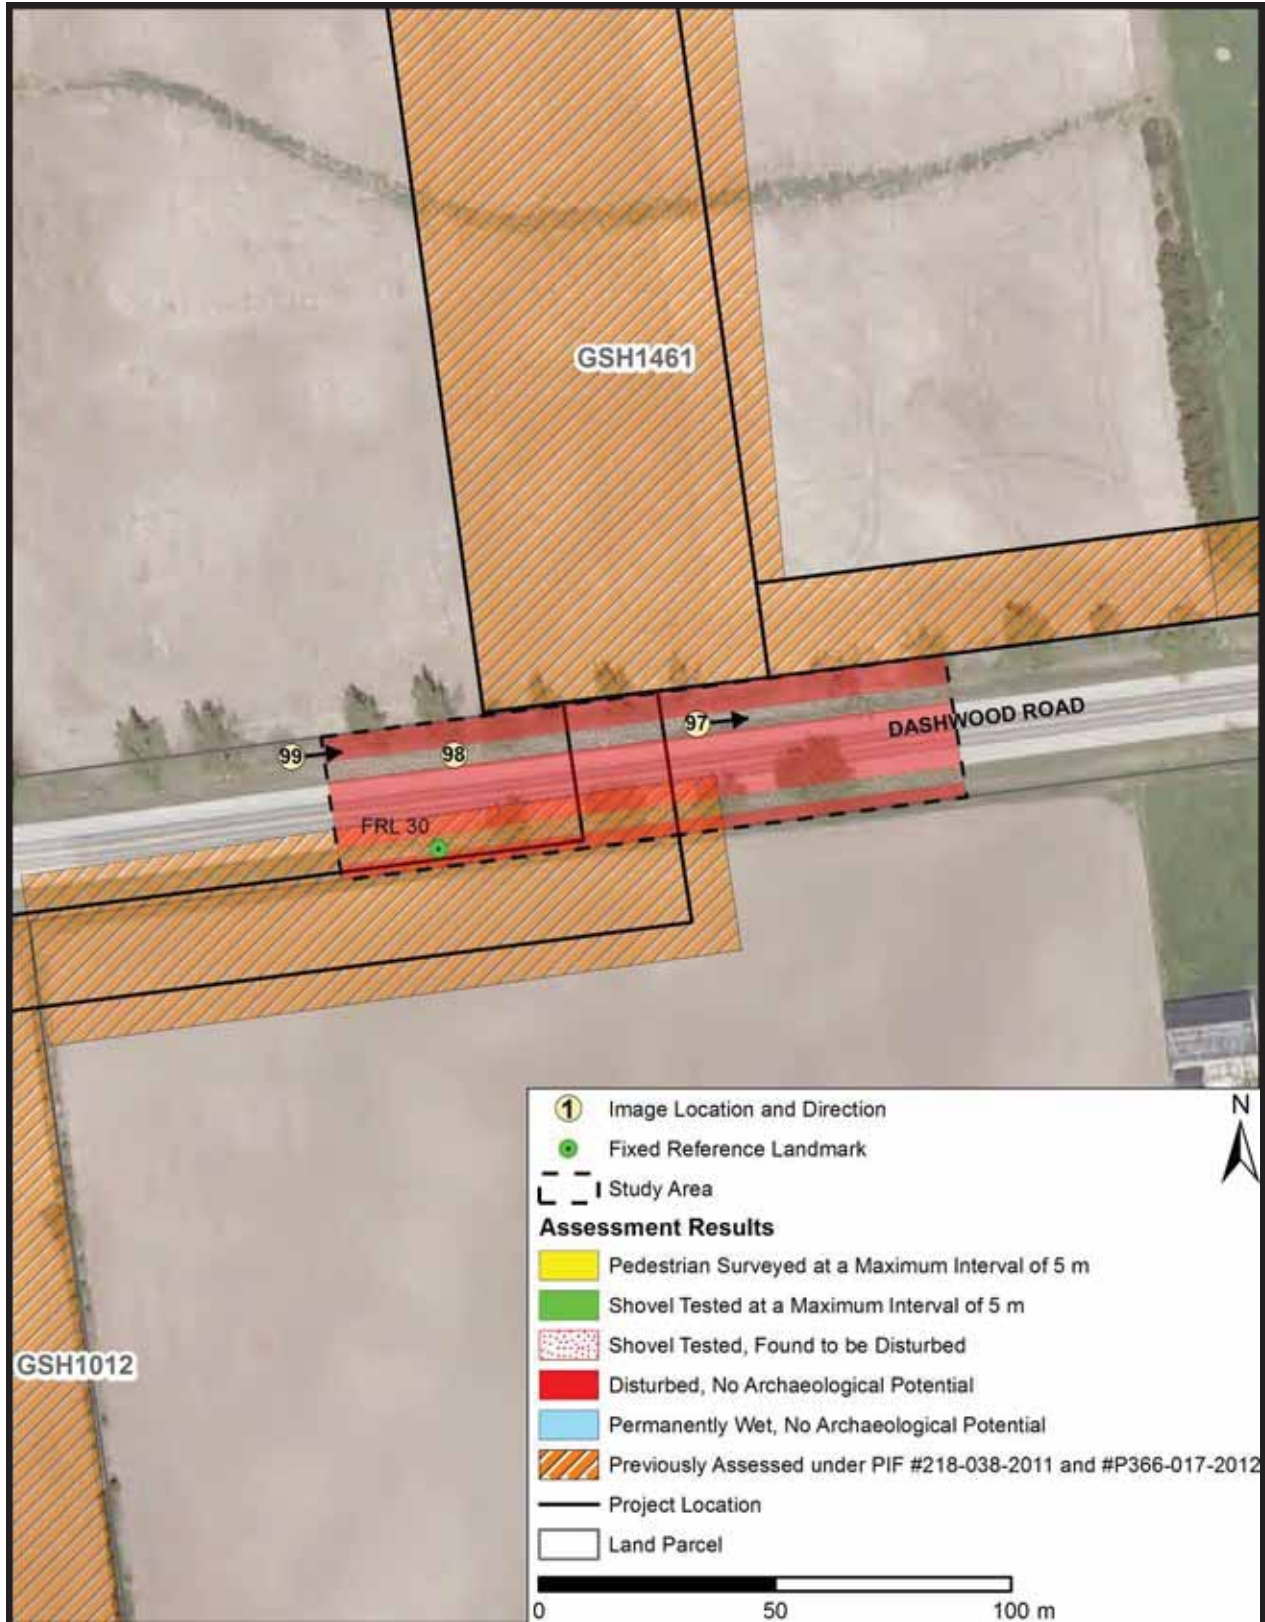 GSH1461
99
98
97
DASHWOOD ROAD
FRL 30
GSH1012
1 Image Location and Direction
Fixed Reference Landmark
Study Area
Assessment Results
Pedestrian Surveyed at a Maximum Interval of 5 m
Shovel Tested at a Maximum Interval of 5 m
Shovel Tested, Found to be Disturbed
Disturbed, No Archaeological Potential
Permanently Wet, No Archaeological Potential
Previously Assessed under PIF #218-038-2011 and #P366-017-2012
Project Location
Land Parcel
N
0 50 100 m